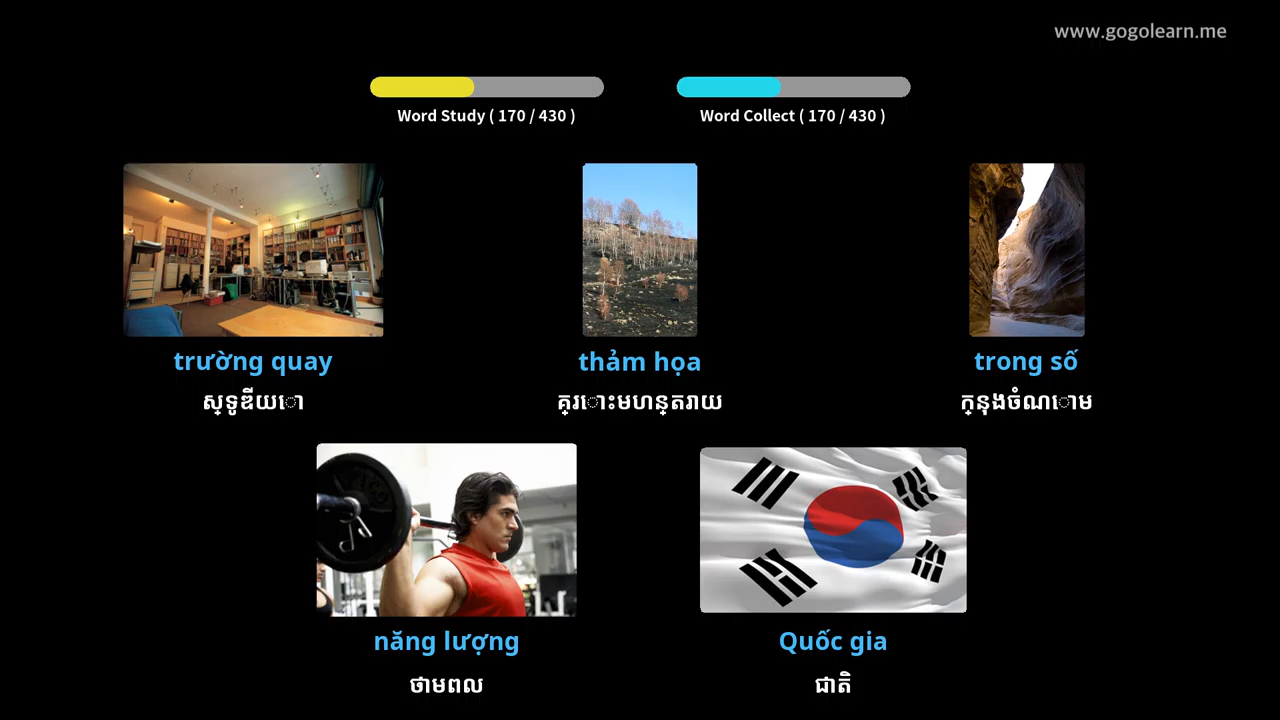 www.gogolearn.me
Word Study ( 170 / 430 )
Word Collect ( 170 / 430 )
trường quay
ស្ទូឌីយោ
thảm họa
គ្រោះមហន្តរាយ
trong số
ក្នុងចំណោម
năng lượng
ថាមពល
Quốc gia
ជាតិ